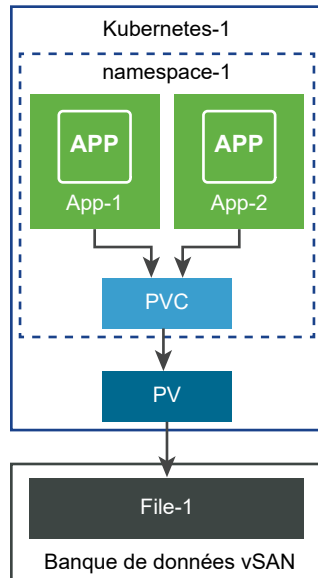 Kubernetes-1
namespace-1
APP APP
App-1 App-2
PVC
PV
File-1
Banque de données vSAN